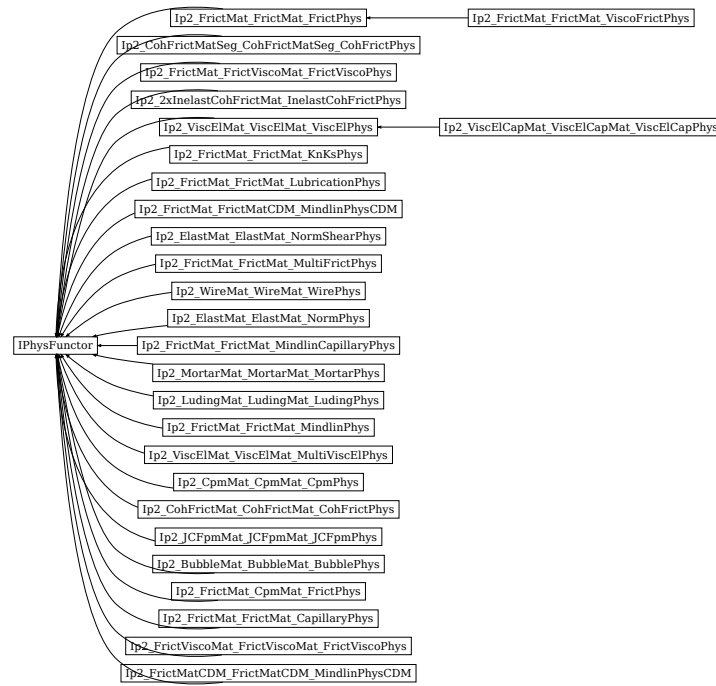 Ip2_FrictMat_FrictMat_FrictPhys
Ip2_FrictMat_FrictMat_ViscoFrictPhys
Ip2_CohFrictMatSeg_CohFrictMatSeg_CohFrictPhys
Ip2_FrictMat_FrictViscoMat_FrictViscoPhys
Ip2_2xInelastCohFrictMat_InelastCohFrictPhys
Ip2_ViscElMat_ViscElMat_ViscElPhys
Ip2_ViscElCapMat_ViscElCapMat_ViscElCapPhys
Ip2_FrictMat_FrictMat_KnKsPhys
Ip2_FrictMat_FrictMat_LubricationPhys
Ip2_FrictMat_FrictMatCDM_MindlinPhysCDM
Ip2_ElastMat_ElastMat_NormShearPhys
Ip2_FrictMat_FrictMat_MultiFrictPhys
Ip2_WireMat_WireMat_WirePhys
Ip2_ElastMat_ElastMat_NormPhys
IPhysFunctor
Ip2_FrictMat_FrictMat_MindlinCapillaryPhys
Ip2_MortarMat_MortarMat_MortarPhys
Ip2_LudingMat_LudingMat_LudingPhys
Ip2_FrictMat_FrictMat_MindlinPhys
Ip2_ViscElMat_ViscElMat_MultiViscElPhys
Ip2_CpmMat_CpmMat_CpmPhys
Ip2_CohFrictMat_CohFrictMat_CohFrictPhys
Ip2_JCFpmMat_JCFpmMat_JCFpmPhys
Ip2_BubbleMat_BubbleMat_BubblePhys
Ip2_FrictMat_CpmMat_FrictPhys
Ip2_FrictMat_FrictMat_CapillaryPhys
Ip2_FrictViscoMat_FrictViscoMat_FrictViscoPhys
Ip2_FrictMatCDM_FrictMatCDM_MindlinPhysCDM